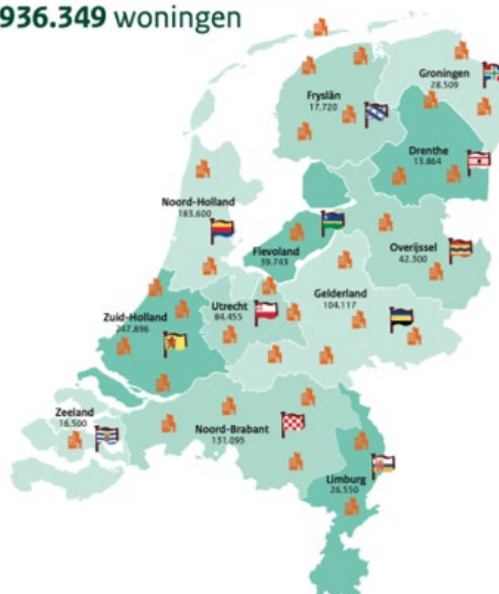 936.349 woningen
Groningen
28.509
Fryslân
17.720
Drenthe
13.864
Noord-Holland
183.600
Flevoland
39.743
Overijssel
42.300
Gelderland
104.117
Utrecht
84.455
Zuid-Holland
247.896
Zeeland
16.500
Noord-Brabant
131.095
Limburg
26.550